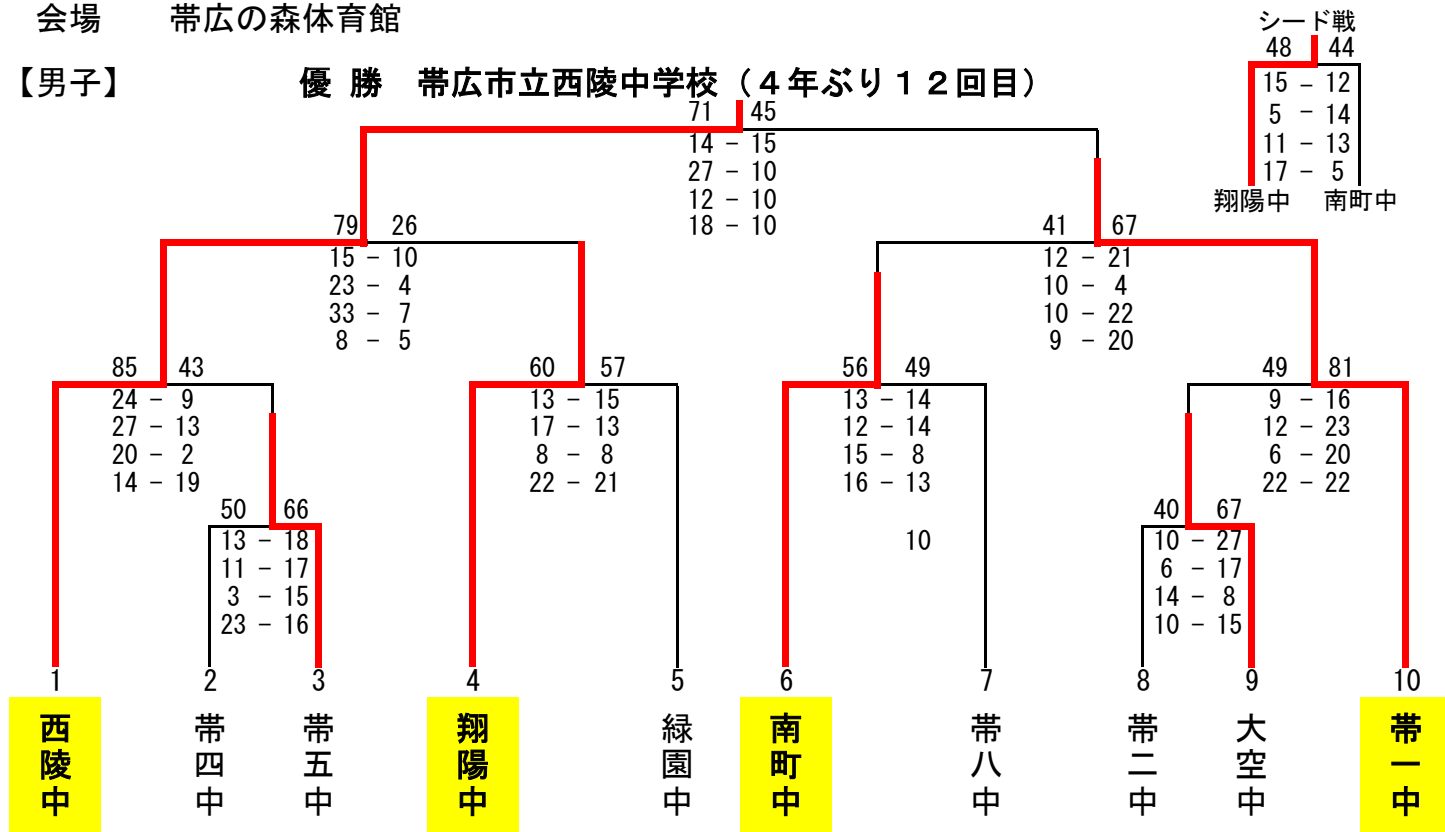 会場 帯広の森体育館
シード戦
48 44
15 － 12
5 － 14
11 － 13
17 － 5
翔陽中 南町中
【男子】 優 勝 帯広市立西陵中学校（４年ぶり１２回目）
71 45
14 － 15
27 － 10
12 － 10
18 － 10
79 26
15 － 10
23 － 4
33 － 7
8 － 5
41 67
12 － 21
10 － 4
10 － 22
9 － 20
85 43
24 － 9
27 － 13
20 － 2
14 － 19
60 57
13 － 15
17 － 13
8 － 8
22 － 21
56 49
13 － 14
12 － 14
15 － 8
16 － 13
10
49 81
9 － 16
12 － 23
6 － 20
22 － 22
50 66
13 － 18
11 － 17
3 － 15
23 － 16
40 67
10 － 27
6 － 17
14 － 8
10 － 15
1 2 3 4 5 6 7 8 9 10
西陵中
帯四中
帯五中
翔陽中
緑園中
南町中
帯八中
帯二中
大空中
帯一中